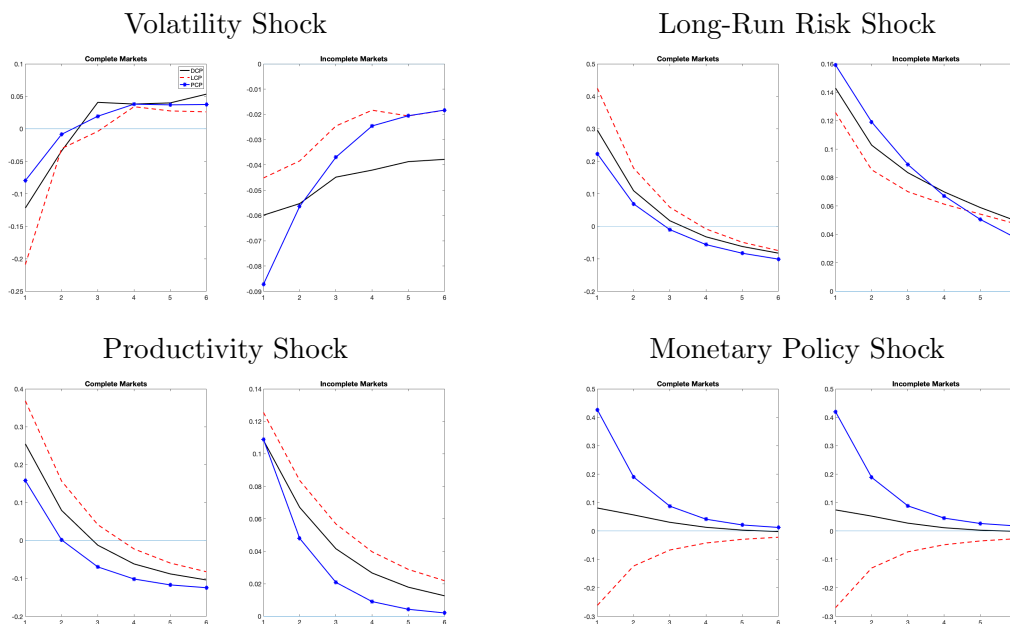 Volatility Shock
Long-Run Risk Shock
Complete Markets
Incomplete Markets
Complete Markets
Incomplete Markets
0.1
0.05
0
-0.05
-0.1
-0.15
-0.2
-0.25
1 2 3 4 5 6
DCP
LCP
PCP
0
-0.01
-0.02
-0.03
-0.04
-0.05
-0.06
-0.07
-0.08
-0.09
1 2 3 4 5 6
0.5
0.4
0.3
0.2
0.1
0
-0.1
-0.2
1 2 3 4 5 6
0.16
0.14
0.12
0.1
0.08
0.06
0.04
0.02
0
1 2 3 4 5
Productivity Shock
Monetary Policy Shock
Complete Markets
Incomplete Markets
Complete Markets
Incomplete Markets
0.4
0.3
0.2
0.1
0
-0.1
-0.2
1 2 3 4 5 6
0.14
0.12
0.1
0.08
0.06
0.04
0.02
0
1 2 3 4 5 6
0.5
0.4
0.3
0.2
0.1
0
-0.1
-0.2
-0.3
1 2 3 4 5 6
0.5
0.4
0.3
0.2
0.1
0
-0.1
-0.2
-0.3
1 2 3 4 5